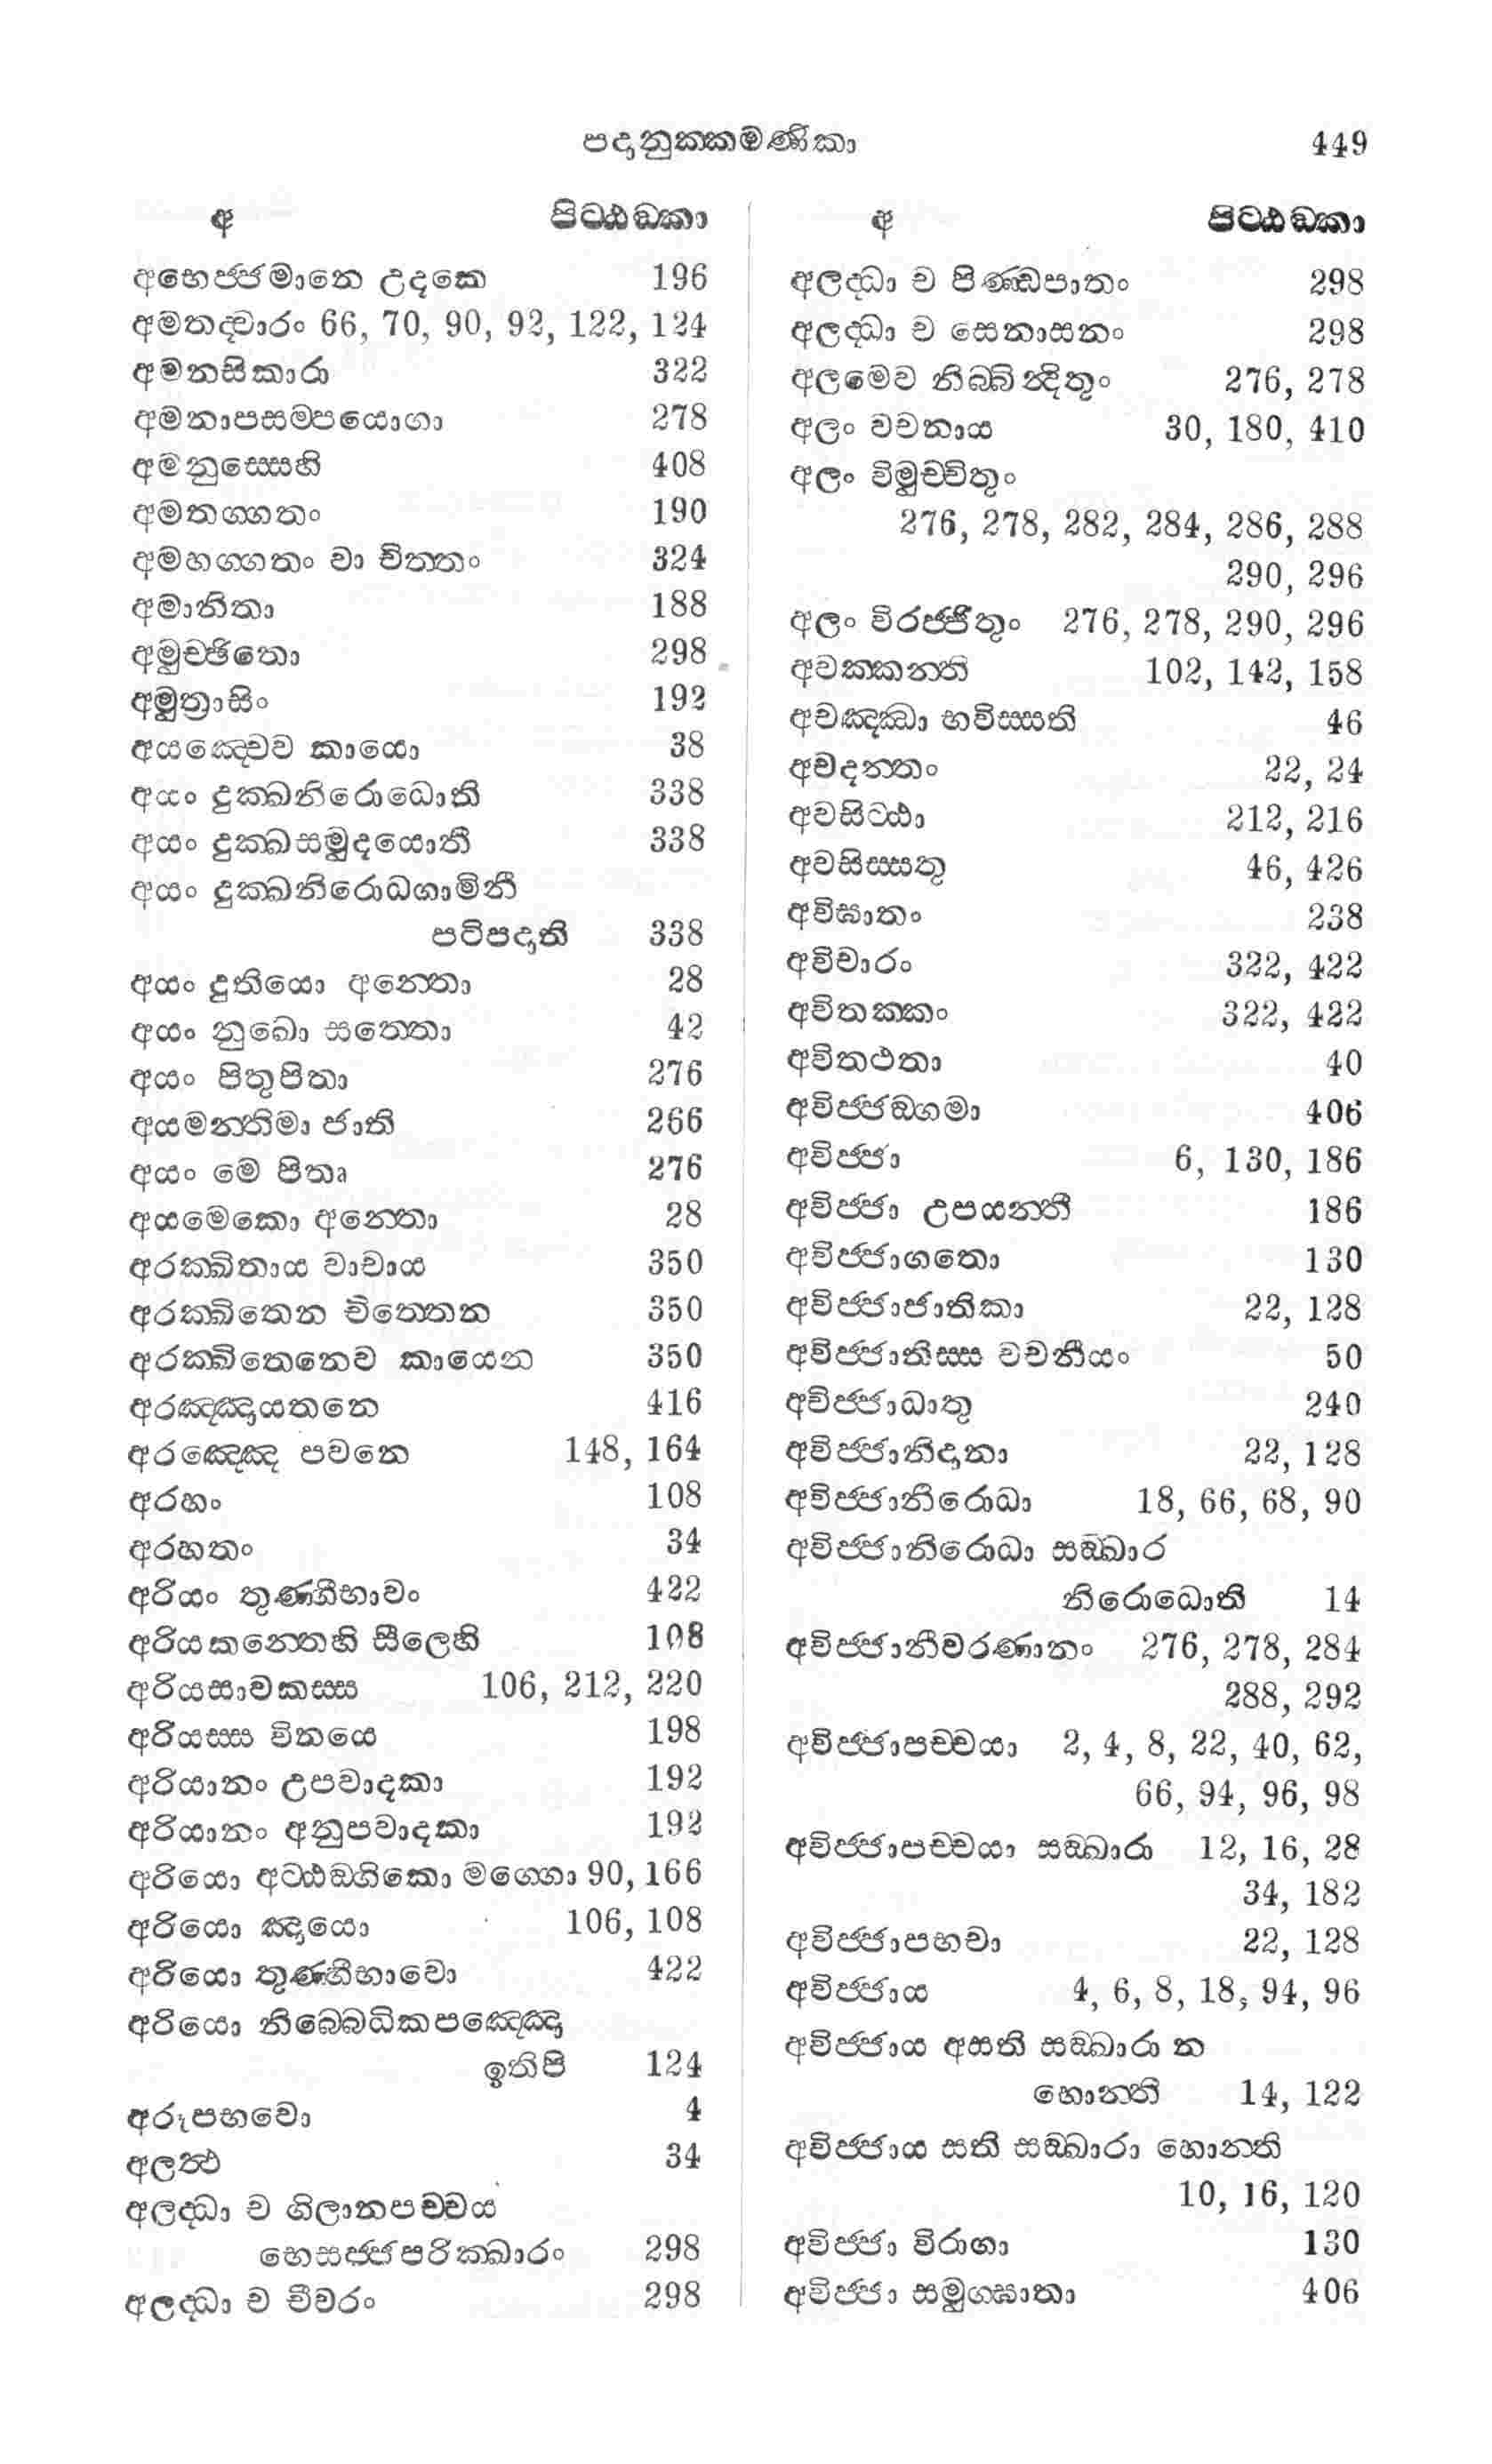 පදානුක්කමණිකා 449
අ පිට්ඨඞ්කා
අභෙජ්ජමානෙ උදකෙ 196
අමතද්වාරං 66, 70, 90, 92, 122, 124
අමනසිකාරා 322
අමනාපසම්පයොගා 278
අමනුස්සෙහි 408
අමතග්ගතං 190
අමහග්ගතං වා චිත්තං 324
අමානිතා 188
අමුච්ඡිතො 298
අමුත්‍රාසිං 192
අයඤ්චෙව කායො 38
අයං දුක්ඛනිරොධොති 338
අයං දුක්ඛසමුදයොති 338
අයං දුක්ඛනිරොධගාමිනී
පටිපදාති 338
අයං දුතියො අන්තො 28
අයං නුඛො සත්තො 42
අයං පිතුපිතා 276
අයමන්තිමා ජාති 266
අයං මෙ පිතා 276
අයමෙකො අන්තො 28
අරක්ඛිතාය වාචාය 350
අරක්ඛිතෙන චිත්තෙන 350
අරක්ඛිතෙනෙව කායෙන 350
අරඤ්ඤායතනෙ 416
අරඤ්ඤෙ පවනෙ 148, 164
අරහං 108
අරහතං 34
අරියං තුණ්හීභාවං 422
අරියකන්තෙහි සීලෙහි 108
අරියසාවකස්ස 106, 212, 220
අරියස්ස විනයෙ 198
අරියානං උපවාදකා 192
අරියානං අනුපවාදකා 192
අරියො අට්ඨඞ්ගිකො මග්ගො 90, 166
අරියො ඤායො 106, 108
අරියො තුණ්හීභාවො 422
අරියො නිබ්බෙධිකපඤ්ඤො
ඉතිපි 124
අරූපභවො 4
අලත්ථ 34
අලද්ධා ච ගිලානපච්චය
භෙසජ්ජපරික්ඛාරං 298
අලද්ධා ච චීවරං 298
අ පිට්ඨඞ්කා
අලද්ධා ච පිණ්ඩපාතං 298
අලද්ධා ච සෙනාසනං 298
අලමෙව නිබ්බින්දිතුං 276, 278
අලං වචනාය 30, 180, 410
අලං විමුච්චිතුං
276, 278, 282, 284, 286, 288
290, 296
අලං විරජ්ජිතුං 276, 278, 290, 296
අවක්කන්ති 102, 142, 158
අවඤ්ඣා භවිස්සති 46
අවදන්තං 22, 24
අවසිට්ඨා 212, 216
අවසිස්සතු 46, 426
අවිඝාතං 238
අවිචාරං 322, 422
අවිතක්කං 322, 422
අවිතථතා 40
අවිජ්ජඞ්ගමා 406
අවිජ්ජා 6, 130, 186
අවිජ්ජා උපයන්තී 186
අවිජ්ජාගතො 130
අවිජ්ජාජාතිකා 22, 128
අවිජ්ජාතිස්ස වචනීයං 50
අවිජ්ජාධාතු 240
අවිජ්ජානිදානා 22, 128
අවිජ්ජානිරොධා 18, 66, 68, 90
අවිජ්ජානිරොධා සඞ්ඛාර
නිරොධොති 14
අවිජ්ජානීවරණානං 276, 278, 284
288, 292
අවිජ්ජාපච්චයා 2, 4, 8, 22, 40, 62,
66, 94, 96, 98
අවිජ්ජාපච්චයා සඞ්ඛාරා 12, 16, 28
34, 182
අවිජ්ජාපභවා 22, 128
අවිජ්ජාය 4, 6, 8, 18, 94, 96
අවිජ්ජාය අසති සඞ්ඛාරා න
හොන්ති 14, 122
අවිජ්ජාය සති සඞ්ඛාරා හොන්ති
10, 16, 120
අවිජ්ජා විරාගා 130
අවිජ්ජා සමුග්ඝාතා 406